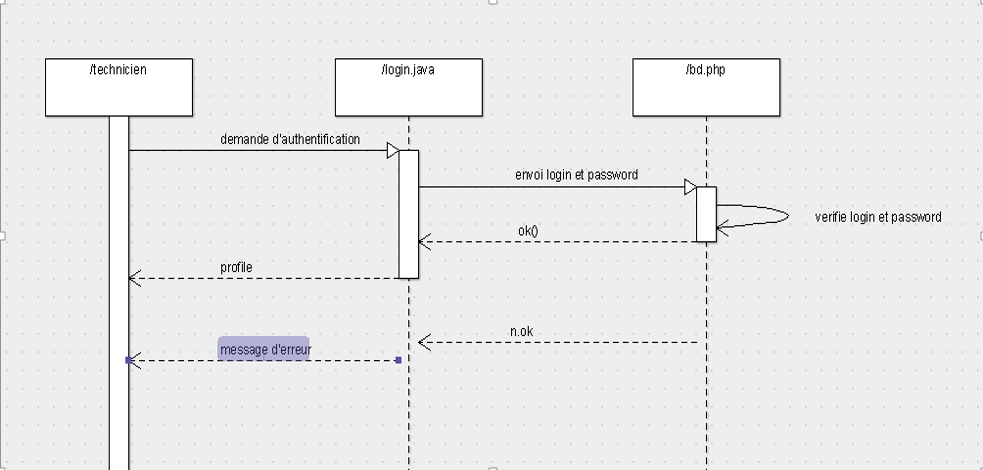 /technicien
/login.java
/bd.php
demande d'authentification
envoi login et password
verifie login et password
ok()
profile
n.ok
message d'erreur